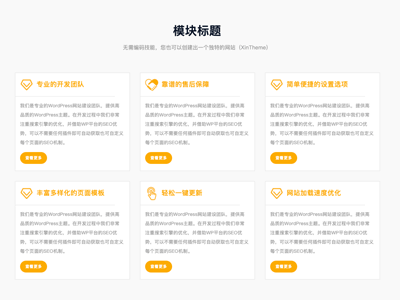 模块标题
无需编码技能，您也可以创建出一个独特的网站（XinTheme）
专业的开发团队
我们是专业的WordPress网站建设团队，提供高
品质的WordPress主题，在开发过程中我们非常
注重搜索引擎的优化，并借助WP平台的SEO优
势，可以不需要任何插件即可自动获取也可自定义
每个页面的SEO机制。
查看更多
靠谱的售后保障
我们是专业的WordPress网站建设团队，提供高
品质的WordPress主题，在开发过程中我们非常
注重搜索引擎的优化，并借助WP平台的SEO优
势，可以不需要任何插件即可自动获取也可自定义
每个页面的SEO机制。
查看更多
简单便捷的设置选项
我们是专业的WordPress网站建设团队，提供高
品质的WordPress主题，在开发过程中我们非常
注重搜索引擎的优化，并借助WP平台的SEO优
势，可以不需要任何插件即可自动获取也可自定义
每个页面的SEO机制。
查看更多
丰富多样化的页面模板
我们是专业的WordPress网站建设团队，提供高
品质的WordPress主题，在开发过程中我们非常
注重搜索引擎的优化，并借助WP平台的SEO优
势，可以不需要任何插件即可自动获取也可自定义
每个页面的SEO机制。
查看更多
轻松一键更新
我们是专业的WordPress网站建设团队，提供高
品质的WordPress主题，在开发过程中我们非常
注重搜索引擎的优化，并借助WP平台的SEO优
势，可以不需要任何插件即可自动获取也可自定义
每个页面的SEO机制。
查看更多
网站加载速度优化
我们是专业的WordPress网站建设团队，提供高
品质的WordPress主题，在开发过程中我们非常
注重搜索引擎的优化，并借助WP平台的SEO优
势，可以不需要任何插件即可自动获取也可自定义
每个页面的SEO机制。
查看更多